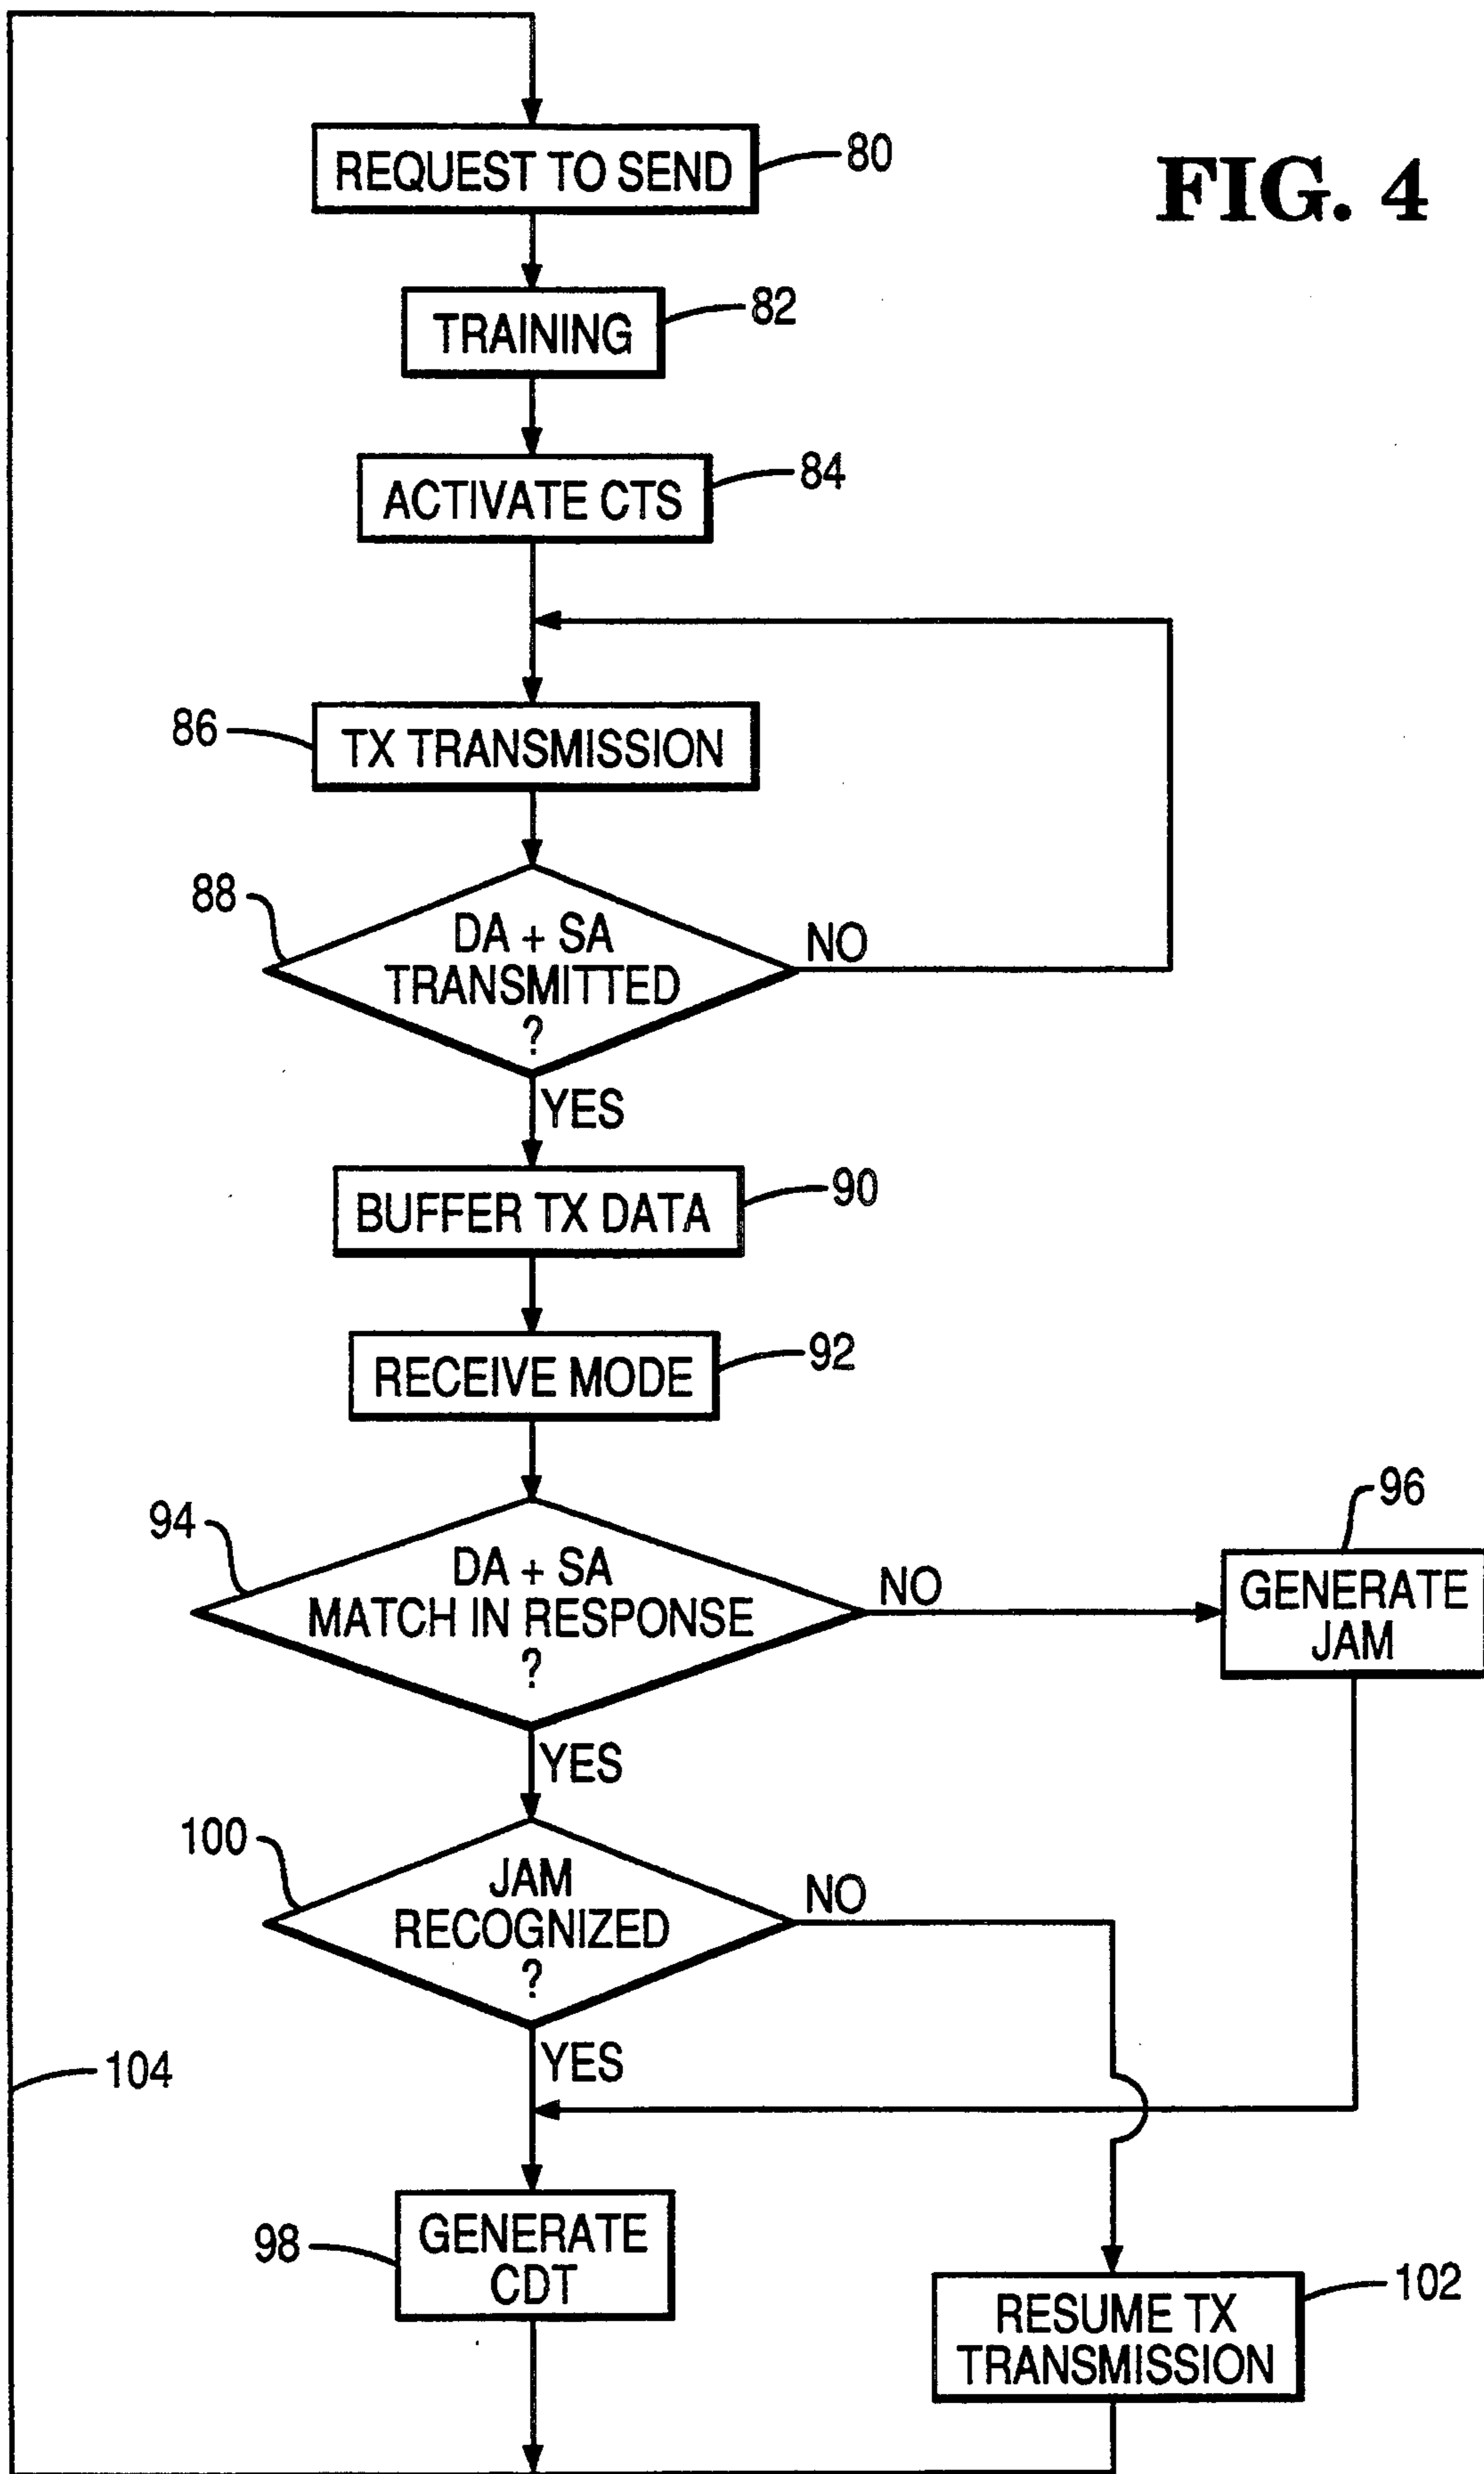 FIG. 4
REQUEST TO SEND
80
TRAINING
82
ACTIVATE CTS
84
86
TX TRANSMISSION
88
DA + SA
TRANSMITTED
?
NO
YES
BUFFER TX DATA
90
RECEIVE MODE
92
94
DA + SA
MATCH IN RESPONSE
?
NO
96
GENERATE
JAM
YES
100
JAM
RECOGNIZED
?
NO
YES
104
98
GENERATE
CDT
RESUME TX
TRANSMISSION
102